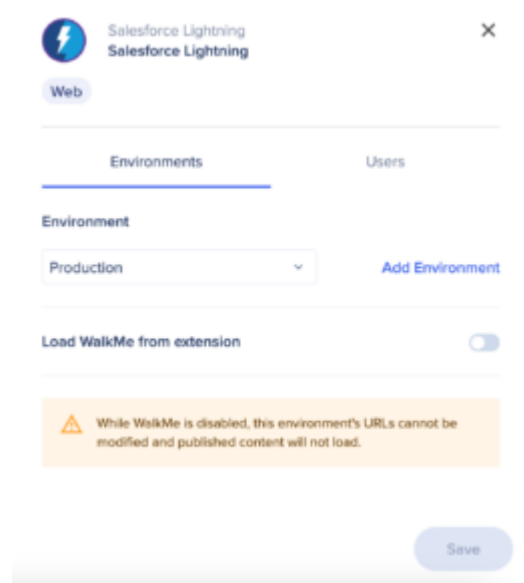 Salesforce Lightning
Salesforce Lightning
Web
Environments
Users
Environment
Production
Add Environment
Load WalkMe from extension
While WalkMe is disabled, this environment's URLs cannot be
modified and published content will not load.
Save